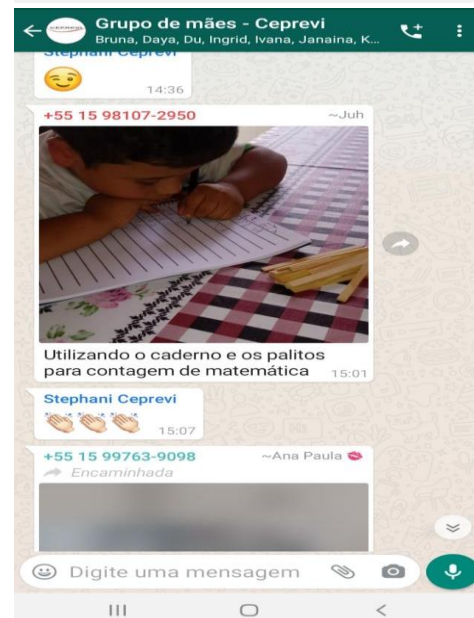 Grupo de mães - Ceprevi
Bruna, Daya, Du, Ingrid, Ivana, Janaina, K...
Stephani Ceprevi
14:36
+55 15 98107-2950 ~Juh
Utilizando o caderno e os palitos
para contagem de matemática 15:01
Stephani Ceprevi
15:07
+55 15 99763-9098 ~Ana Paula 💋
Encaminhada
Digite uma mensagem